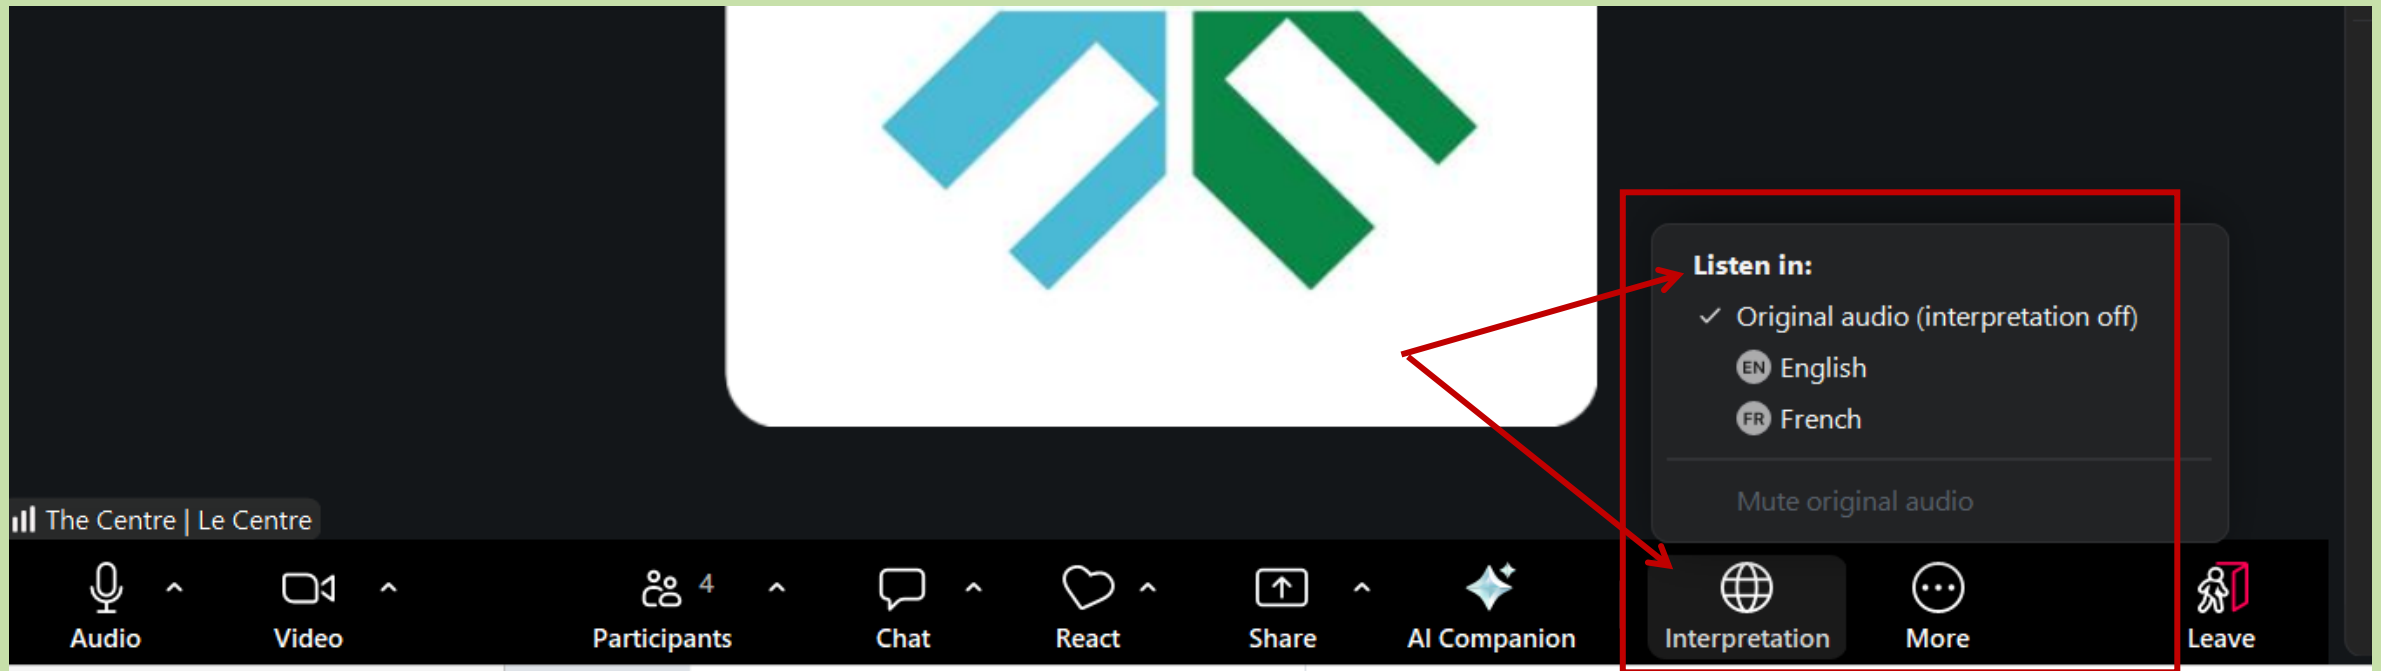 Listen in:
Original audio (interpretation off)
EN English
FR French
Mute original audio
The Centre | Le Centre
4
Audio Video Participants Chat React Share AI Companion Interpretation More Leave